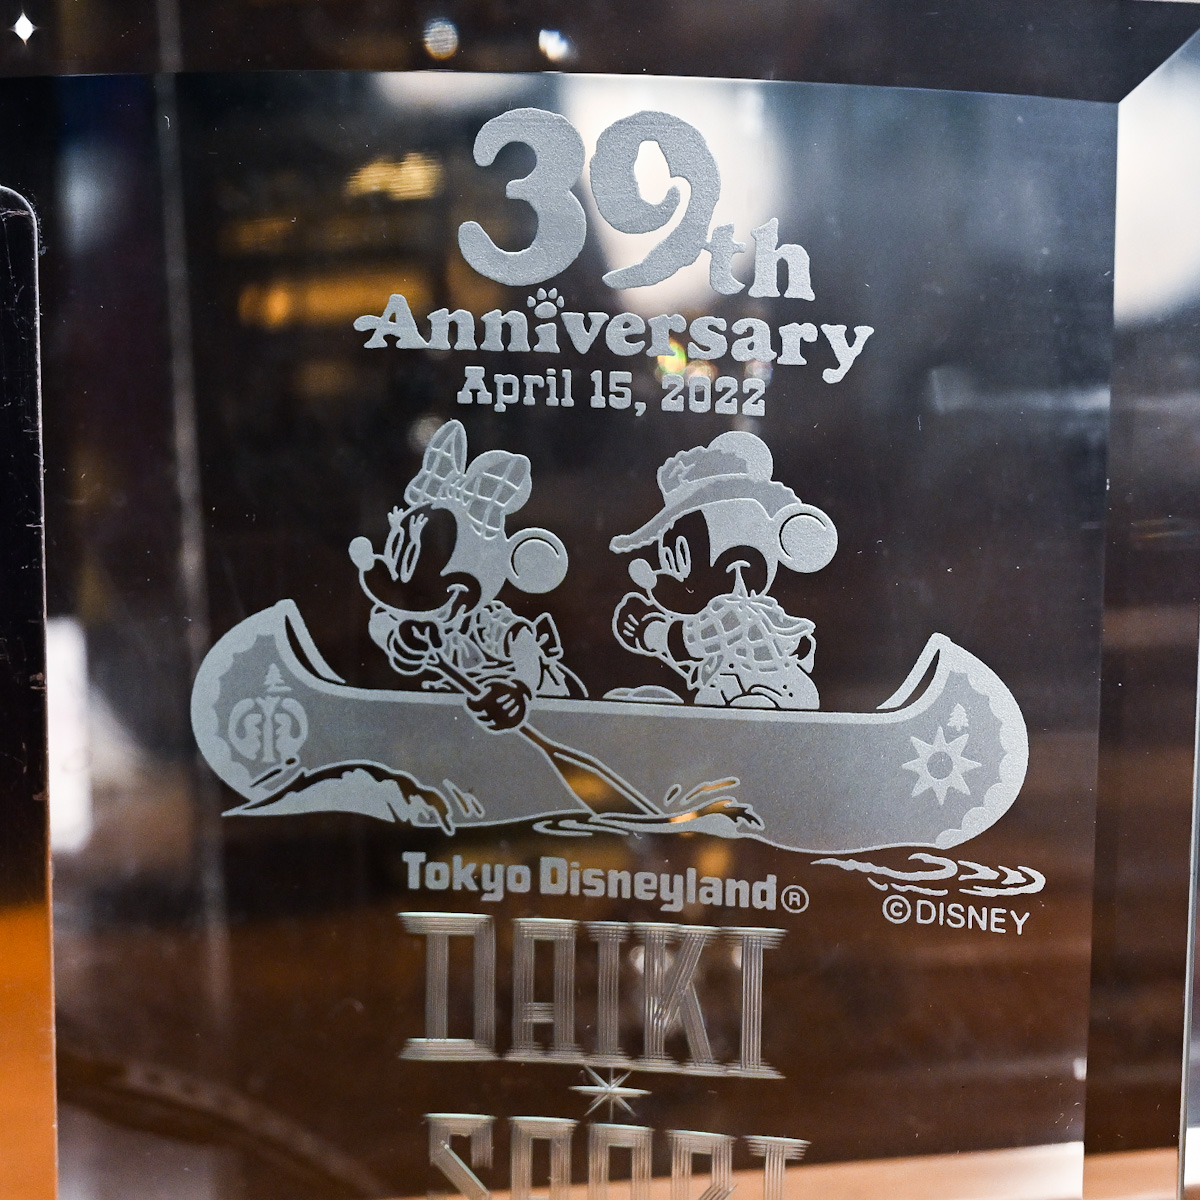 39th
Anniversary
April 15, 2022
Tokyo Disneyland®
©DISNEY
DAIKI